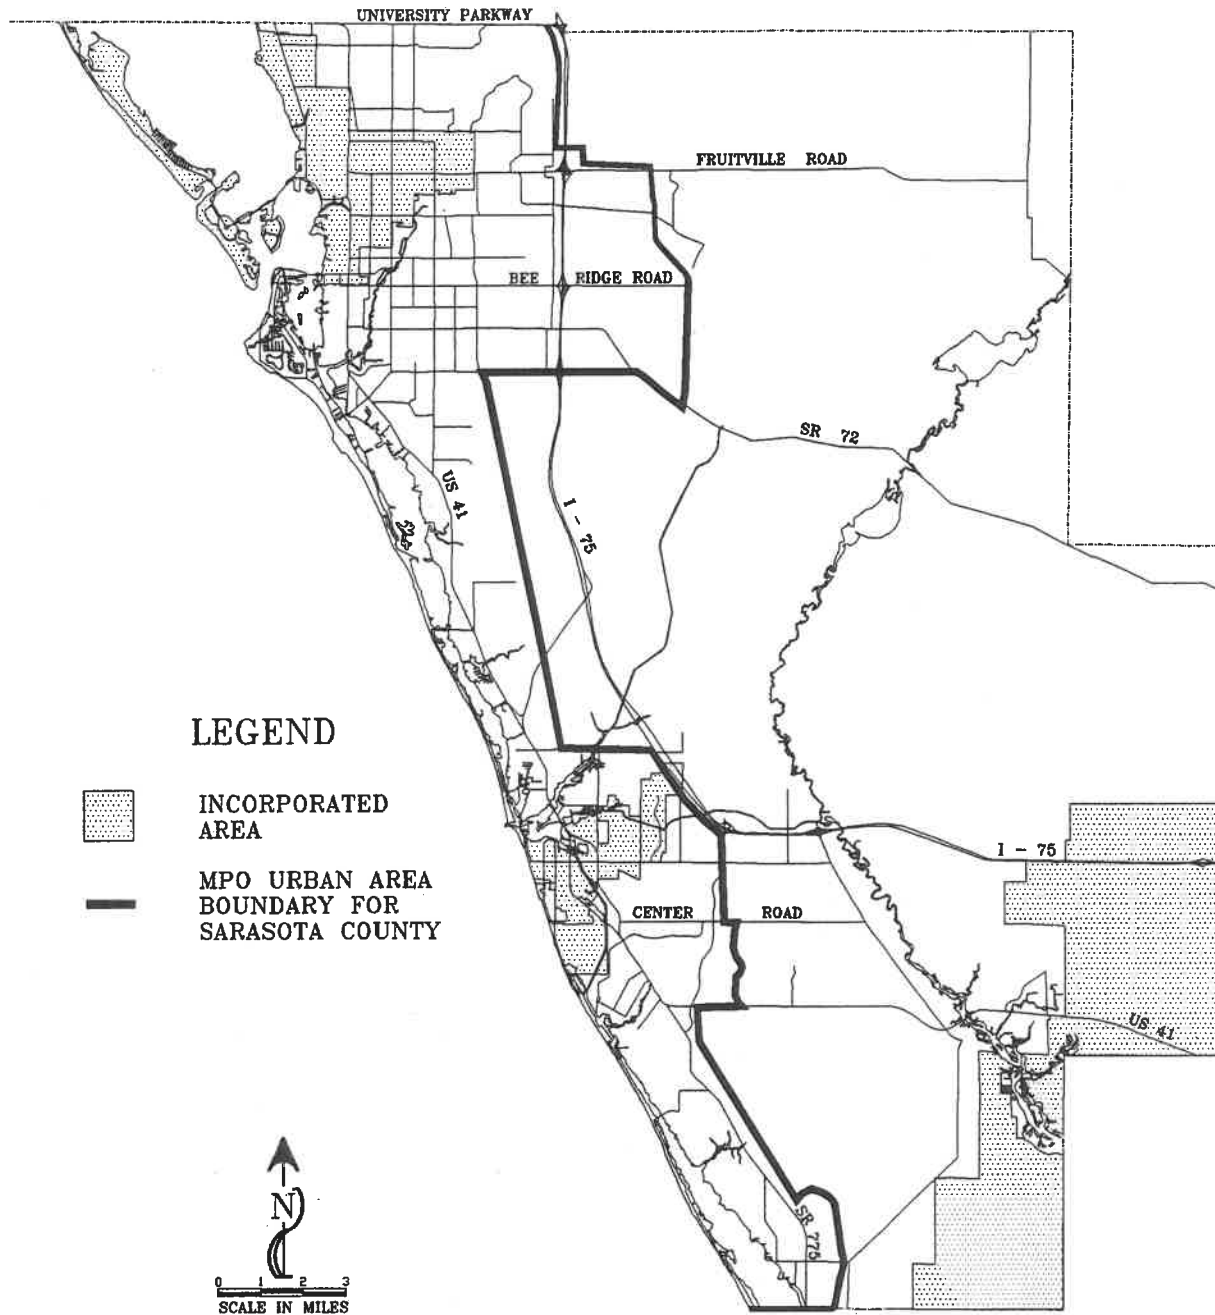 UNIVERSITY PARKWAY
FRUITVILLE ROAD
BEE RIDGE ROAD
SR 72
US 41
I - 75
LEGEND
INCORPORATED
AREA
MPO URBAN AREA
BOUNDARY FOR
SARASOTA COUNTY
I - 75
CENTER ROAD
US 41
SR 775
N
0 1 2 3
SCALE IN MILES